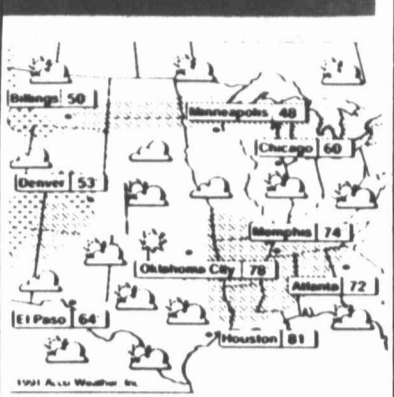 Billings 50
Minneapolis 48
Chicago 60
Denver 53
Memphis 74
Oklahoma City 78
Atlanta 72
El Paso 64
Houston 81
1991 Accu-Weather, Inc.